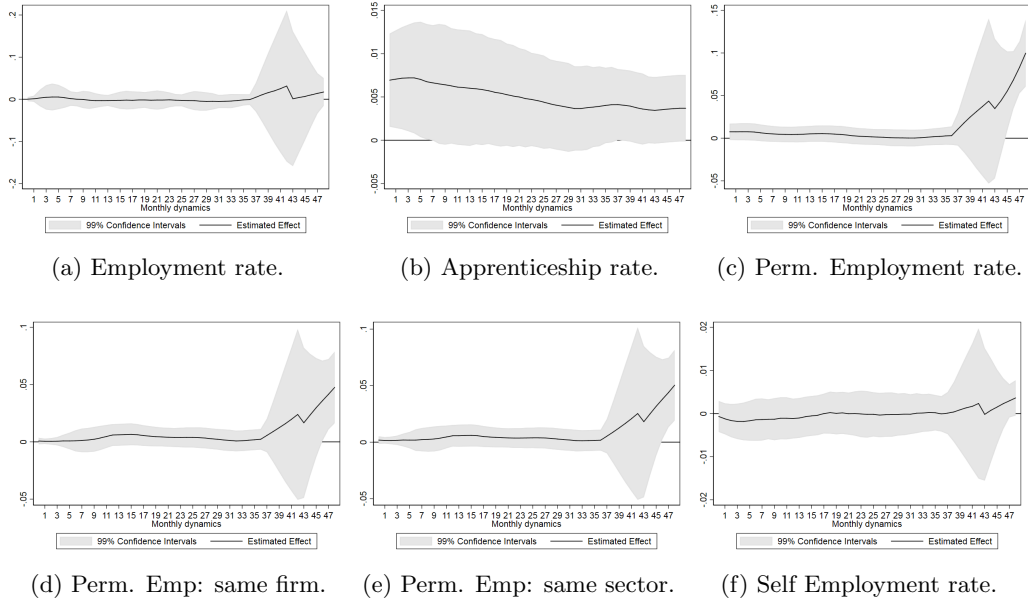 .2
.1
0
-.1
-.2
1 3 5 7 9 11 13 15 17 19 21 23 25 27 29 31 33 35 37 39 41 43 45 47
Monthly dynamics
99% Confidence Intervals Estimated Effect
(a) Employment rate.
.015
.01
.005
0
-.005
1 3 5 7 9 11 13 15 17 19 21 23 25 27 29 31 33 35 37 39 41 43 45 47
Monthly dynamics
99% Confidence Intervals Estimated Effect
(b) Apprenticeship rate.
.15
.1
.05
0
-.05
1 3 5 7 9 11 13 15 17 19 21 23 25 27 29 31 33 35 37 39 41 43 45 47
Monthly dynamics
99% Confidence Intervals Estimated Effect
(c) Perm. Employment rate.
.1
.05
0
-.05
1 3 5 7 9 11 13 15 17 19 21 23 25 27 29 31 33 35 37 39 41 43 45 47
Monthly dynamics
99% Confidence Intervals Estimated Effect
(d) Perm. Emp: same firm.
.1
.05
0
-.05
1 3 5 7 9 11 13 15 17 19 21 23 25 27 29 31 33 35 37 39 41 43 45 47
Monthly dynamics
99% Confidence Intervals Estimated Effect
(e) Perm. Emp: same sector.
.02
.01
0
-.01
-.02
1 3 5 7 9 11 13 15 17 19 21 23 25 27 29 31 33 35 37 39 41 43 45 47
Monthly dynamics
99% Confidence Intervals Estimated Effect
(f) Self Employment rate.